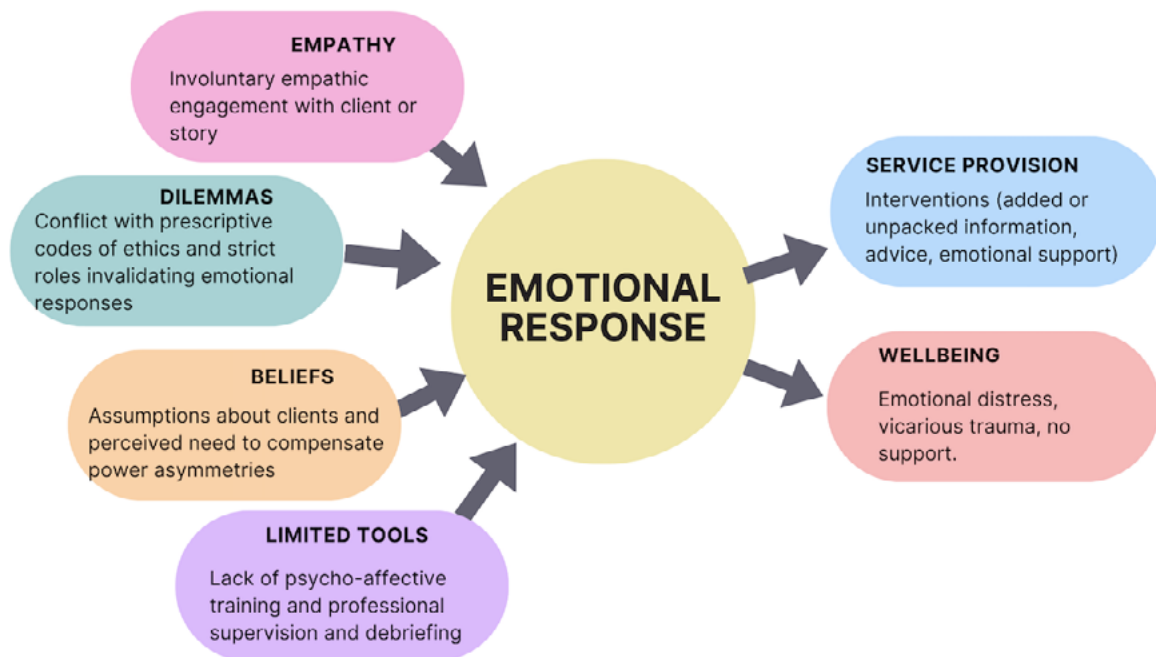 EMPATHY
Involuntary empathic
engagement with client or
story
DILEMMAS
Conflict with prescriptive
codes of ethics and strict
roles invalidating emotional
responses
BELIEFS
Assumptions about clients and
perceived need to compensate
power asymmetries
LIMITED TOOLS
Lack of psycho-affective
training and professional
supervision and debriefing
EMOTIONAL
RESPONSE
SERVICE PROVISION
Interventions (added or
unpacked information,
advice, emotional support)
WELLBEING
Emotional distress,
vicarious trauma, no
support.